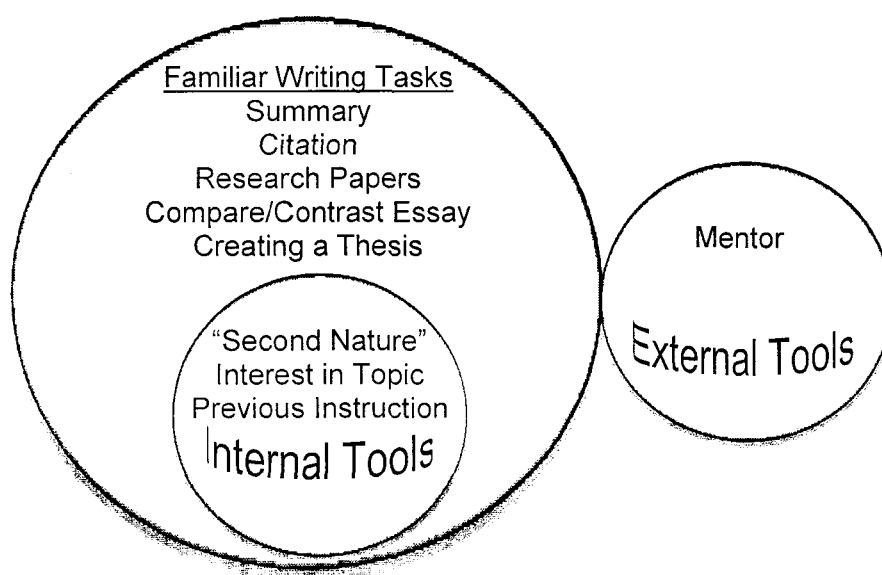 Familiar Writing Tasks
Summary
Citation
Research Papers
Compare/Contrast Essay
Creating a Thesis
“Second Nature”
Interest in Topic
Previous Instruction
Internal Tools
Mentor
External Tools